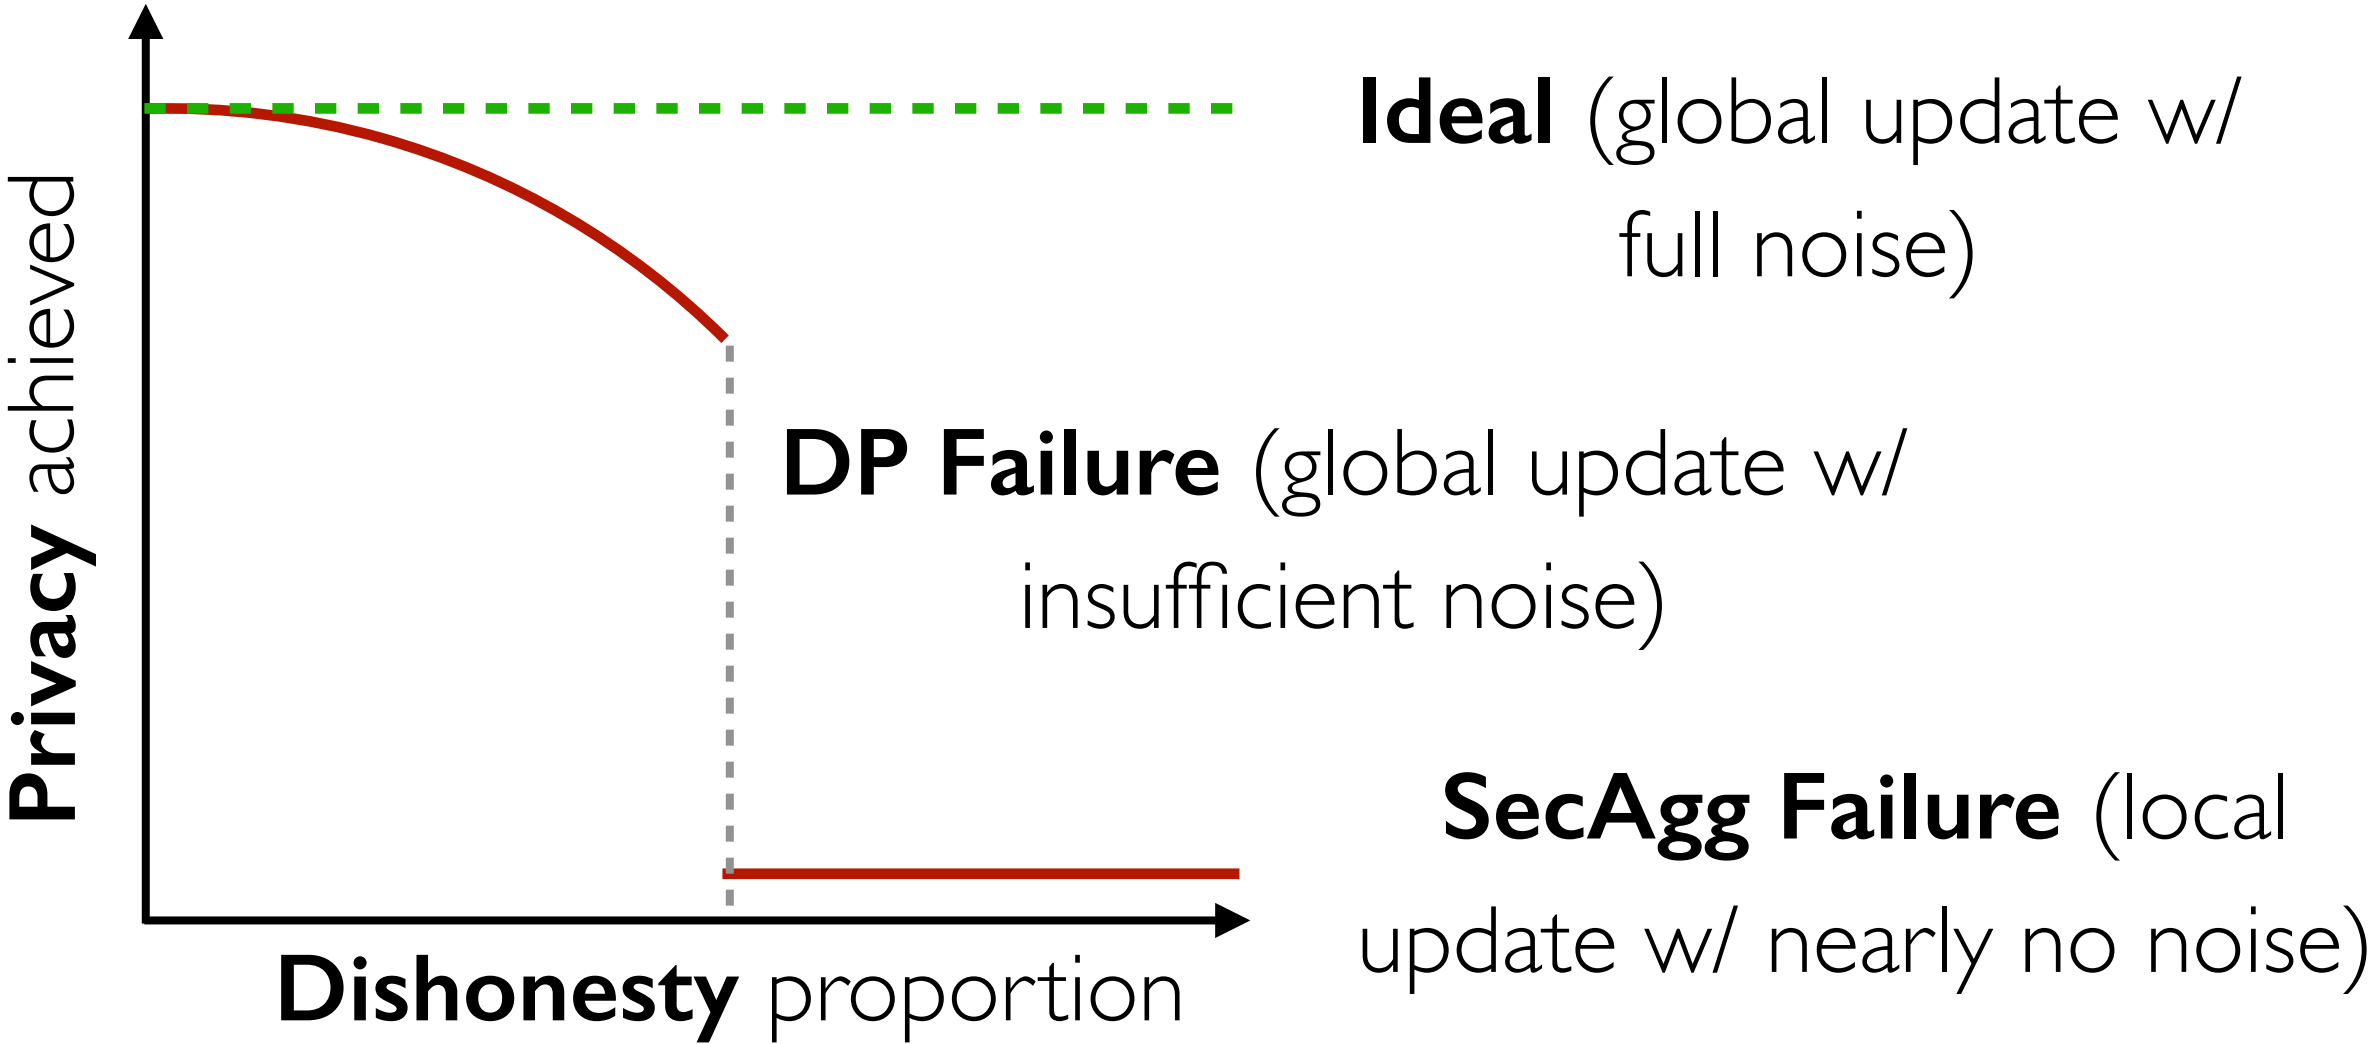 Privacy achieved
Ideal (global update w/
full noise)
DP Failure (global update w/
insufficient noise)
SecAgg Failure (local
update w/ nearly no noise)
Dishonesty proportion